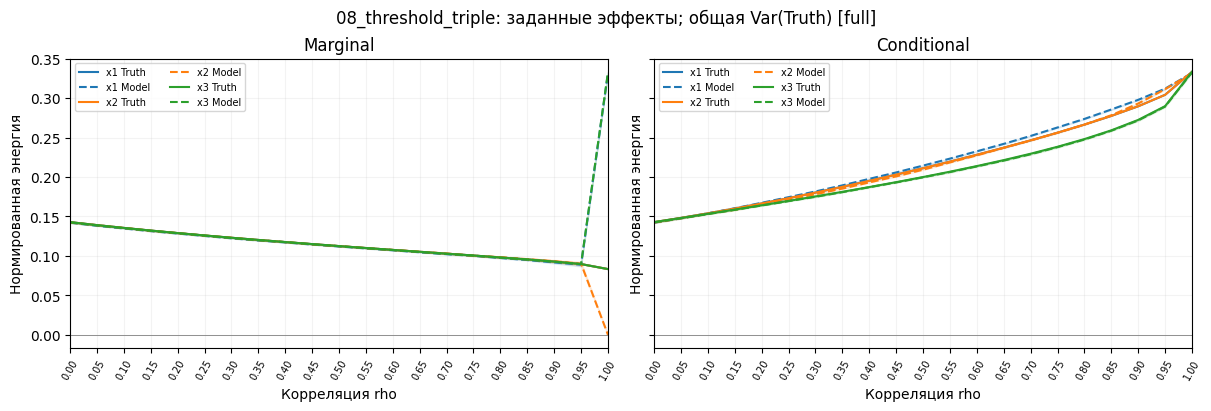 08_threshold_triple: заданные эффекты; общая Var(Truth) [full]
Marginal
Нормированная энергия
0.35
0.30
0.25
0.20
0.15
0.10
0.05
0.00
x1 Truth
x1 Model
x2 Truth
x2 Model
x3 Truth
x3 Model
0.00 0.05 0.10 0.15 0.20 0.25 0.30 0.35 0.40 0.45 0.50 0.55 0.60 0.65 0.70 0.75 0.80 0.85 0.90 0.95 1.00
Корреляция rho
Conditional
Нормированная энергия
x1 Truth
x1 Model
x2 Truth
x2 Model
x3 Truth
x3 Model
0.00 0.05 0.10 0.15 0.20 0.25 0.30 0.35 0.40 0.45 0.50 0.55 0.60 0.65 0.70 0.75 0.80 0.85 0.90 0.95 1.00
Корреляция rho